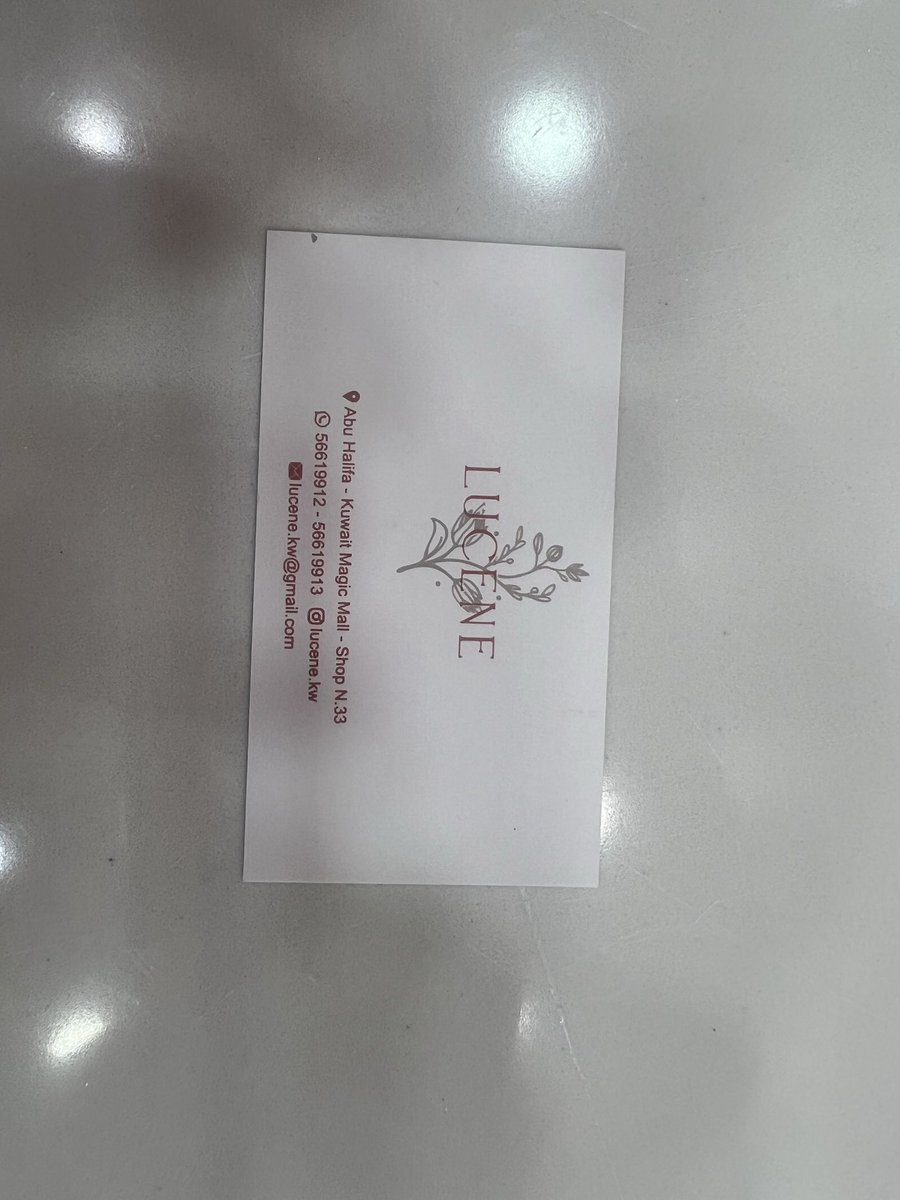 LUCENE
Abu Halifa - Kuwait Magic Mall - Shop N.33
56619912 - 56619913 lucene.kw
lucene.kw@gmail.com